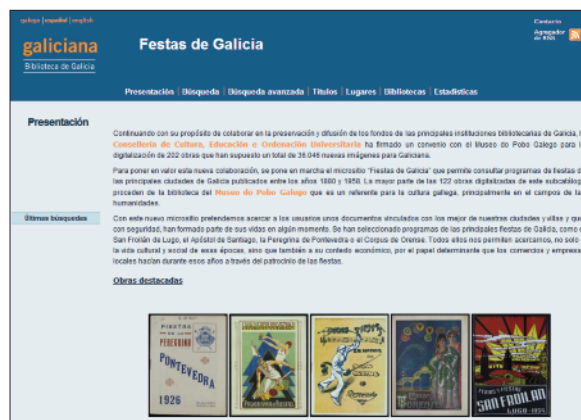 galego | español | english
Contacto
Agregador
de RSS
galiciana
Biblioteca de Galicia
Festas de Galicia
Presentación | Búsqueda | Búsqueda avanzada | Títulos | Lugares | Bibliotecas | Estadísticas
Presentación
Continuando con su propósito de colaborar en la preservación y difusión de los fondos de las principales instituciones bibliotecarias de Galicia, l
Consellería de Cultura, Educación e Ordenación Universitaria ha firmado un convenio con el Museo do Pobo Galego para l
digitalización de 202 obras que han supuesto un total de 36.046 nuevas imágenes para Galiciana.
Para poner en valor esta nueva colaboración, se pone en marcha el micrositio "Fiestas de Galicia" que permite consultar programas de fiestas d
las principales ciudades de Galicia publicados entre los años 1880 y 1958. La mayor parte de las 122 obras digitalizadas de este subcatálog
proceden de la biblioteca del Museo do Pobo Galego que es un referente para la cultura gallega, principalmente en el campo de la
humanidades.
Últimas búsquedas
Con este nuevo micrositio pretendemos acercar a los usuarios unos documentos vinculados con los mejor de nuestras ciudades y villas y que
con seguridad, han formado parte de sus vidas en algún momento. Se han seleccionado programas de las principales fiestas de Galicia, como
San Froilán de Lugo, el Apóstol de Santiago, la Peregrina de Pontevedra o el Corpus de Orense. Todos ellos nos permiten acercarnos, no solo
la vida cultural y social de esas épocas, sino que también a su contexto económico, por el papel determinante que los comercios y empresa
locales hacían durante esos años a través del patrocinio de las fiestas.
Obras destacadas
FIESTAS
DE LA
PEREGRINA
PONTEVEDRA
1926
PROGRAMA DE FIESTAS
FERIAS Y FIESTAS
SAN FROILAN
LUGO